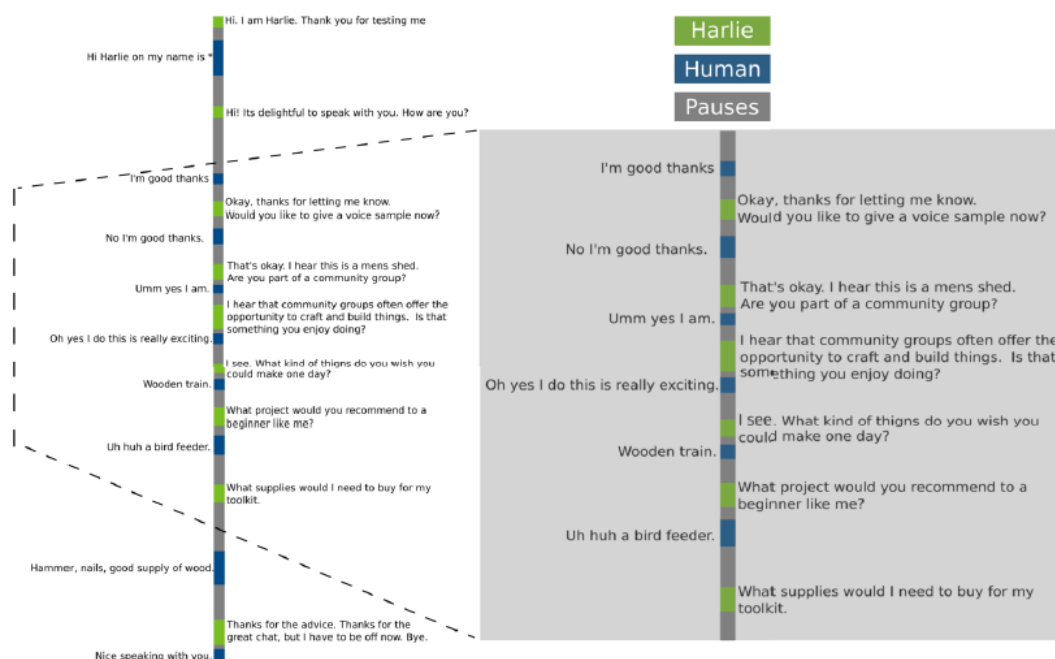 Hi. I am Harlie. Thank you for testing me
Hi Harlie on my name is *
Hi! Its delightful to speak with you. How are you?
I'm good thanks
Okay, thanks for letting me know.
Would you like to give a voice sample now?
No I'm good thanks.
That's okay. I hear this is a mens shed.
Are you part of a community group?
Umm yes I am.
I hear that community groups often offer the
opportunity to craft and build things. Is that
something you enjoy doing?
Oh yes I do this is really exciting.
I see. What kind of thigns do you wish you
could make one day?
Wooden train.
What project would you recommend to a
beginner like me?
Uh huh a bird feeder.
What supplies would I need to buy for my
toolkit.
Hammer, nails, good supply of wood.
Thanks for the advice. Thanks for the
great chat, but I have to be off now. Bye.
Nice speaking with you.
Harlie
Human
Pauses
I'm good thanks
Okay, thanks for letting me know.
Would you like to give a voice sample now?
No I'm good thanks.
That's okay. I hear this is a mens shed.
Are you part of a community group?
Umm yes I am.
I hear that community groups often offer the
opportunity to craft and build things. Is that
something you enjoy doing?
Oh yes I do this is really exciting.
I see. What kind of thigns do you wish you
could make one day?
Wooden train.
What project would you recommend to a
beginner like me?
Uh huh a bird feeder.
What supplies would I need to buy for my
toolkit.